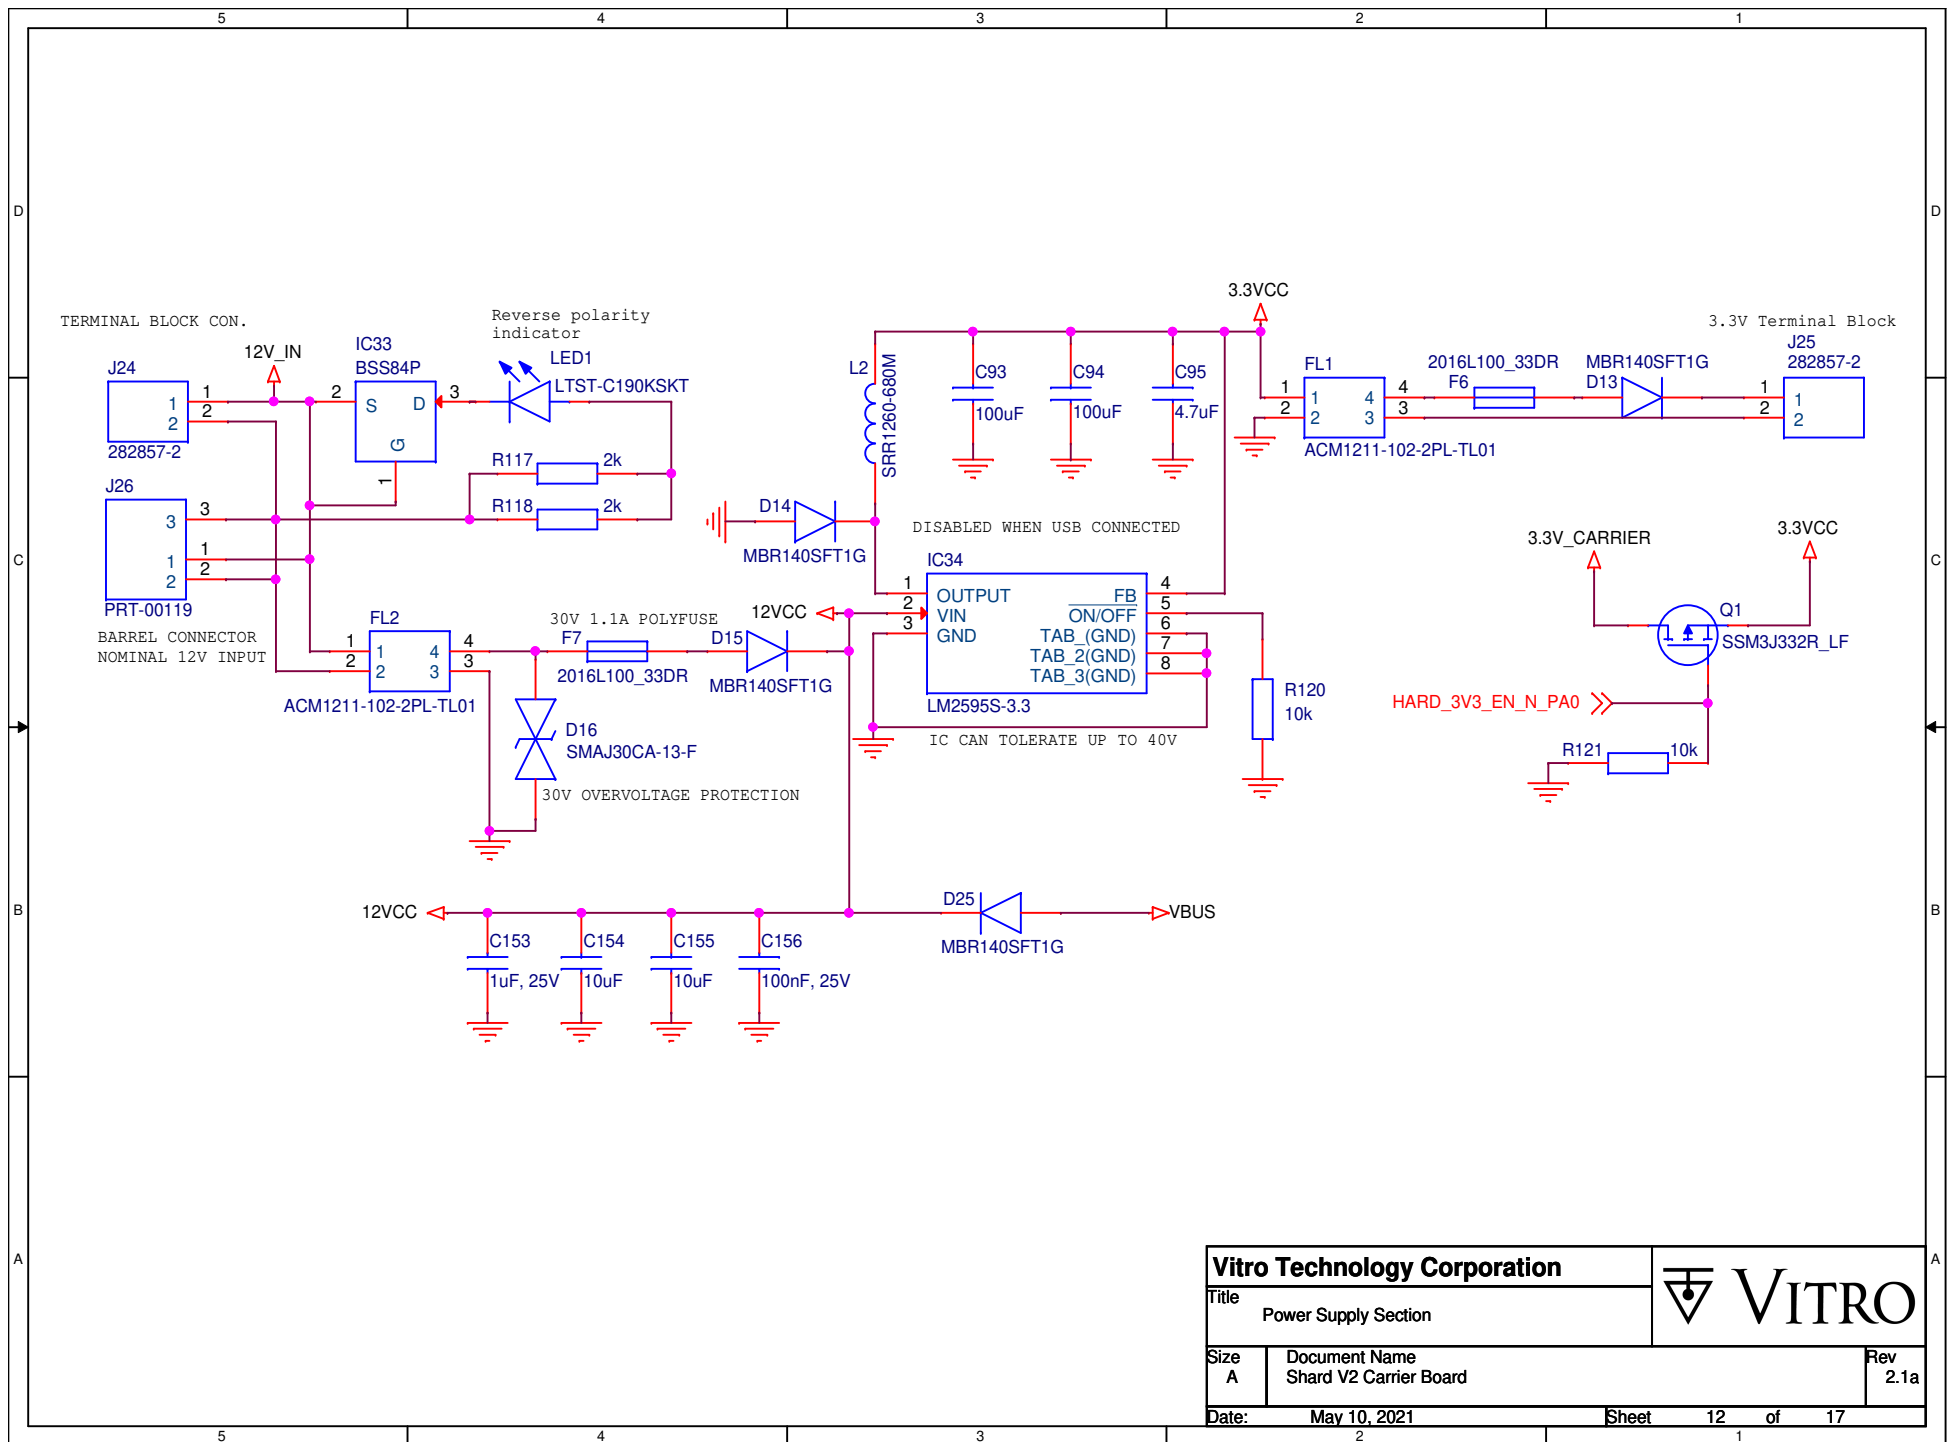 5 4 3 2 1
D D
C C
B B
A A
5 4 3 2 1
TERMINAL BLOCK CON.
J24
1 1
2 2
282857-2
12V_IN
IC33
BSS84P
2 S D 3
G
1
Reverse polarity
indicator
LED1
LTST-C190KSKT
R117 2k
R118 2k
J26
3 3
1 1
2 2
PRT-00119
BARREL CONNECTOR
NOMINAL 12V INPUT
FL2
1 1 4 4
2 2 3 3
ACM1211-102-2PL-TL01
30V 1.1A POLYFUSE
F7
2016L100_33DR
D15
MBR140SFT1G
D16
SMAJ30CA-13-F
30V OVERVOLTAGE PROTECTION
12VCC
L2
SRR1260-680M
D14
MBR140SFT1G
C93
100uF
C94
100uF
C95
4.7uF
3.3VCC
DISABLED WHEN USB CONNECTED
IC34
1 OUTPUT FB 4
2 VIN ON/OFF 5
3 GND TAB_(GND) 6
TAB_2(GND) 7
TAB_3(GND) 8
LM2595S-3.3
IC CAN TOLERATE UP TO 40V
R120
10k
FL1
1 1 4 4
2 2 3 3
ACM1211-102-2PL-TL01
2016L100_33DR
F6
MBR140SFT1G
D13
3.3V Terminal Block
J25
282857-2
1 1
2 2
3.3V_CARRIER
3.3VCC
Q1
SSM3J332R_LF
HARD_3V3_EN_N_PA0
R121 10k
12VCC
C153
1uF, 25V
C154
10uF
C155
10uF
C156
100nF, 25V
D25
MBR140SFT1G
VBUS
Vitro Technology Corporation
VITRO
Title
Power Supply Section
Size
A
Document Name
Shard V2 Carrier Board
Rev
2.1a
Date: May 10, 2021 Sheet 12 of 17